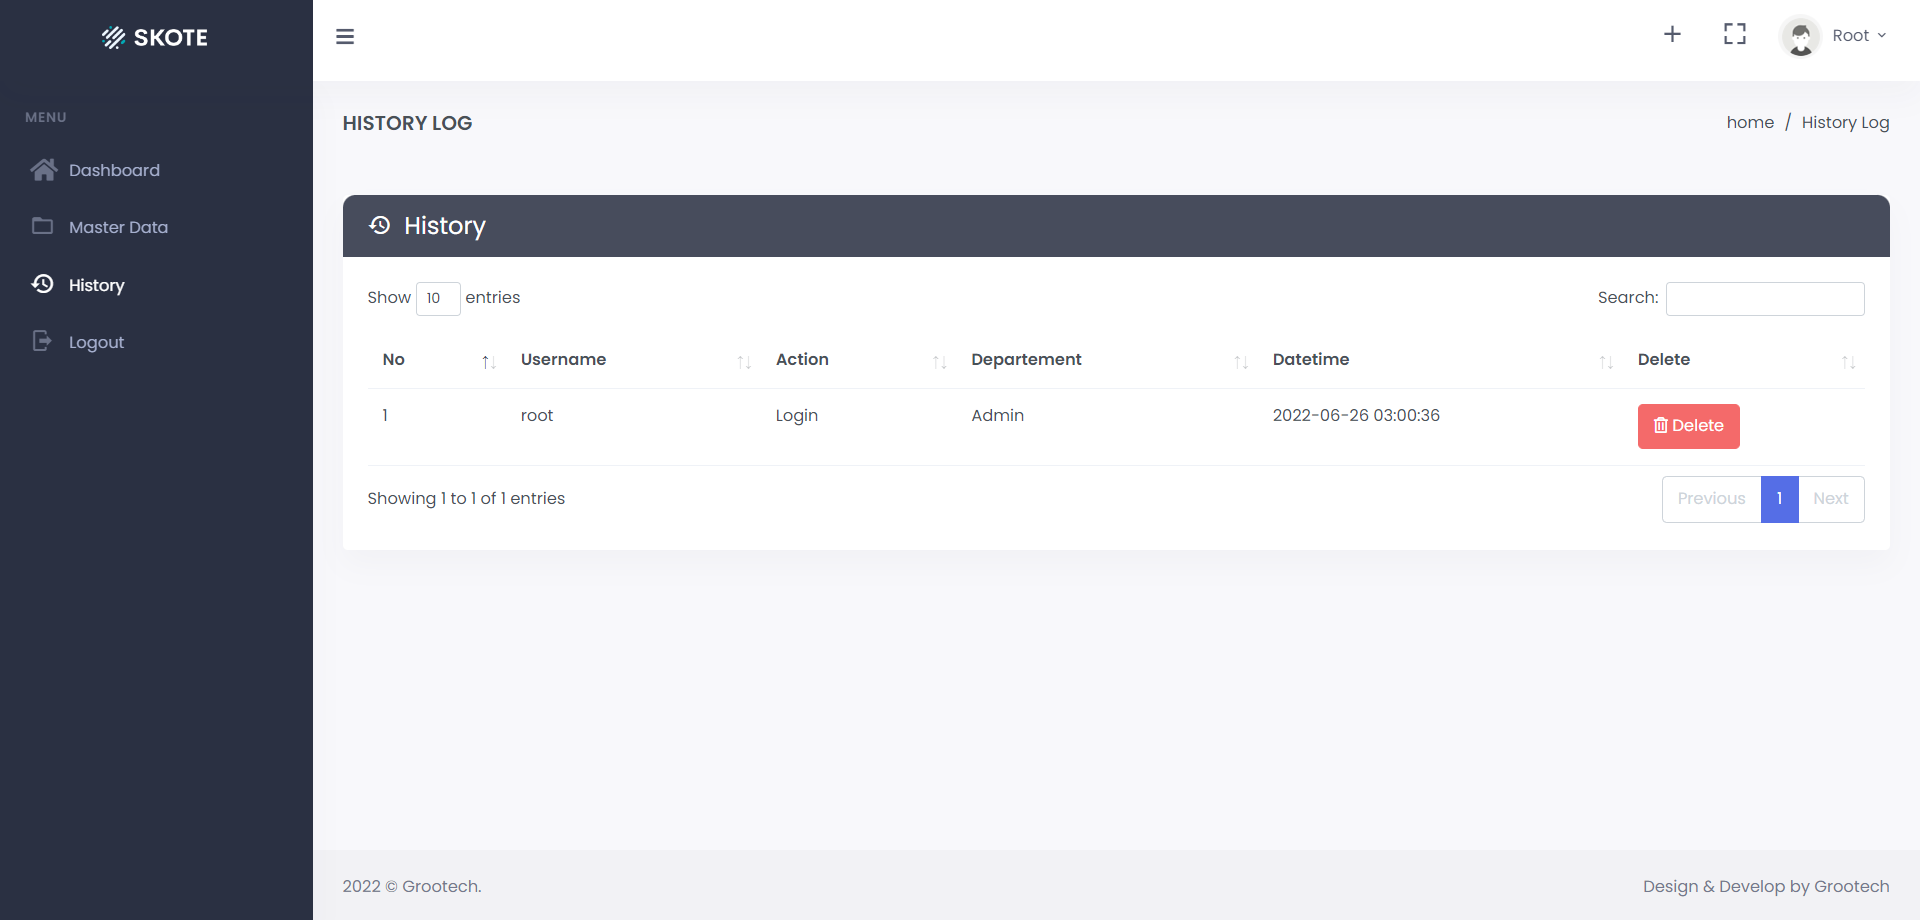 SKOTE
Root
MENU
Dashboard
Master Data
History
Logout
HISTORY LOG
home / History Log
History
Show 10 entries
Search:
No Username Action Departement Datetime Delete
1 root Login Admin 2022-06-26 03:00:36 Delete
Showing 1 to 1 of 1 entries
Previous 1 Next
2022 © Grootech.
Design & Develop by Grootech